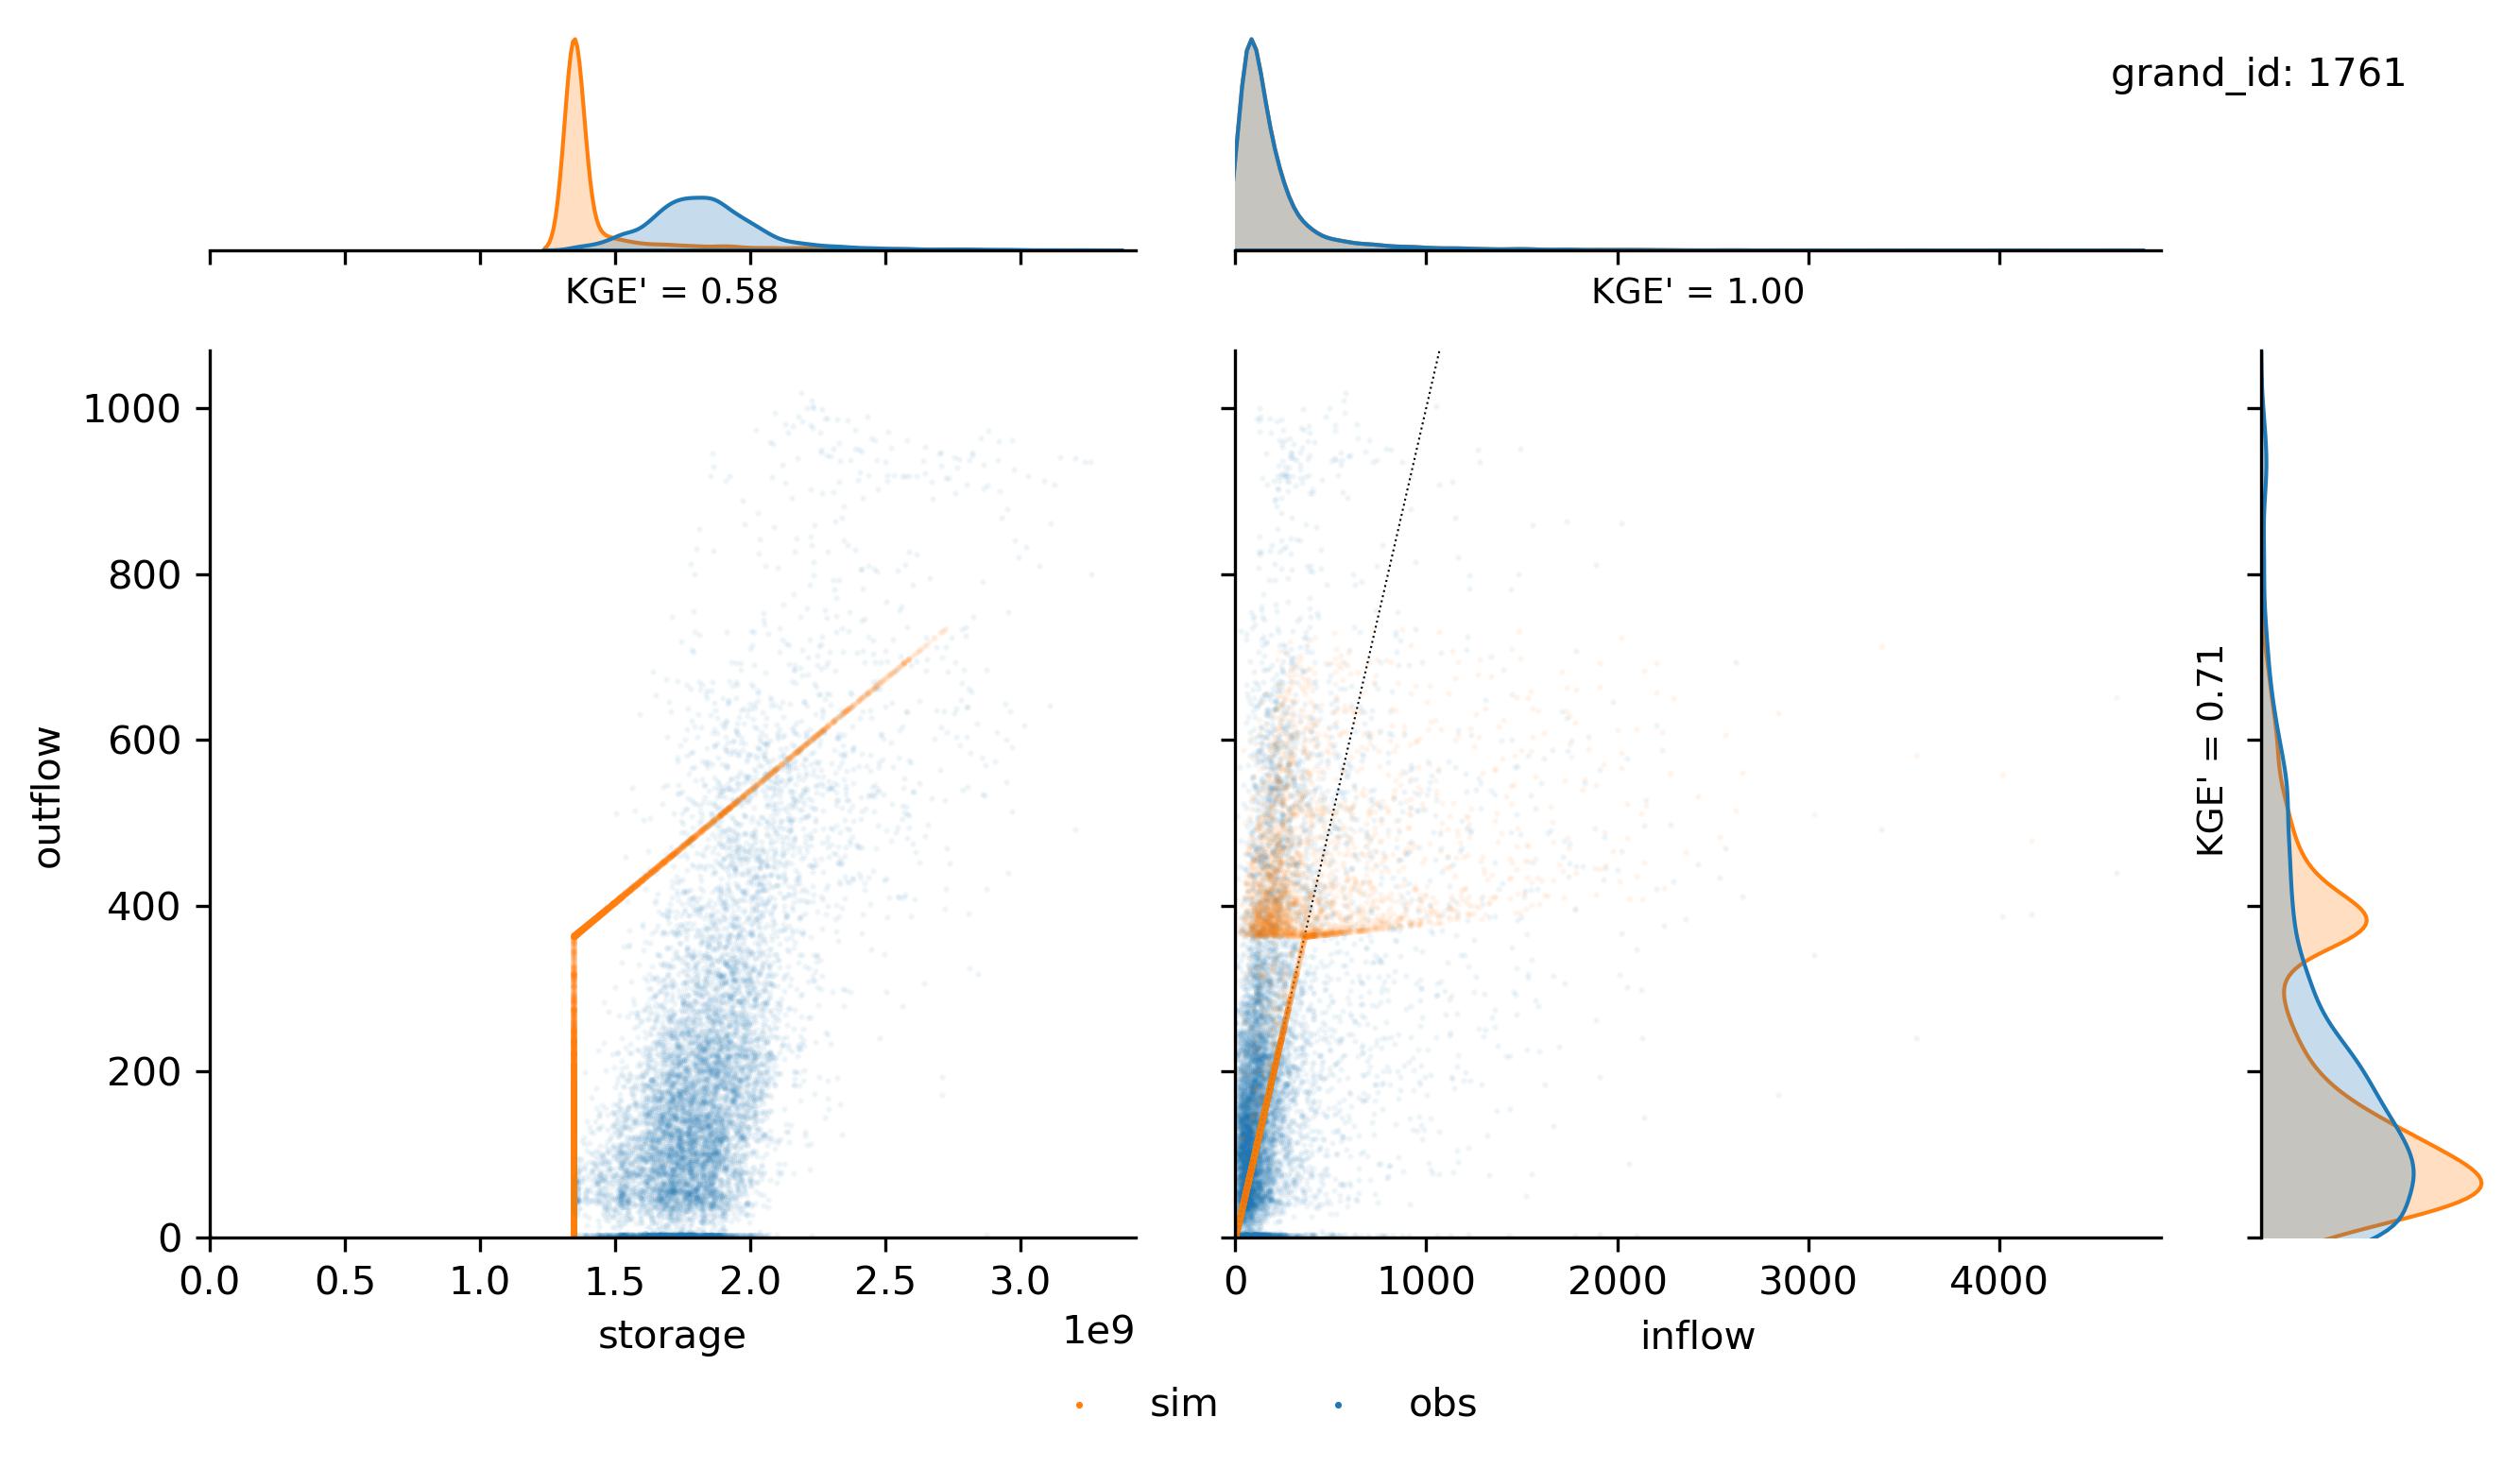 grand_id: 1761
KGE' = 0.58
KGE' = 1.00
1000
800
600
400
200
0
outflow
KGE' = 0.71
0.0 0.5 1.0 1.5 2.0 2.5 3.0
0 1000 2000 3000 4000
storage
1e9
inflow
sim
obs